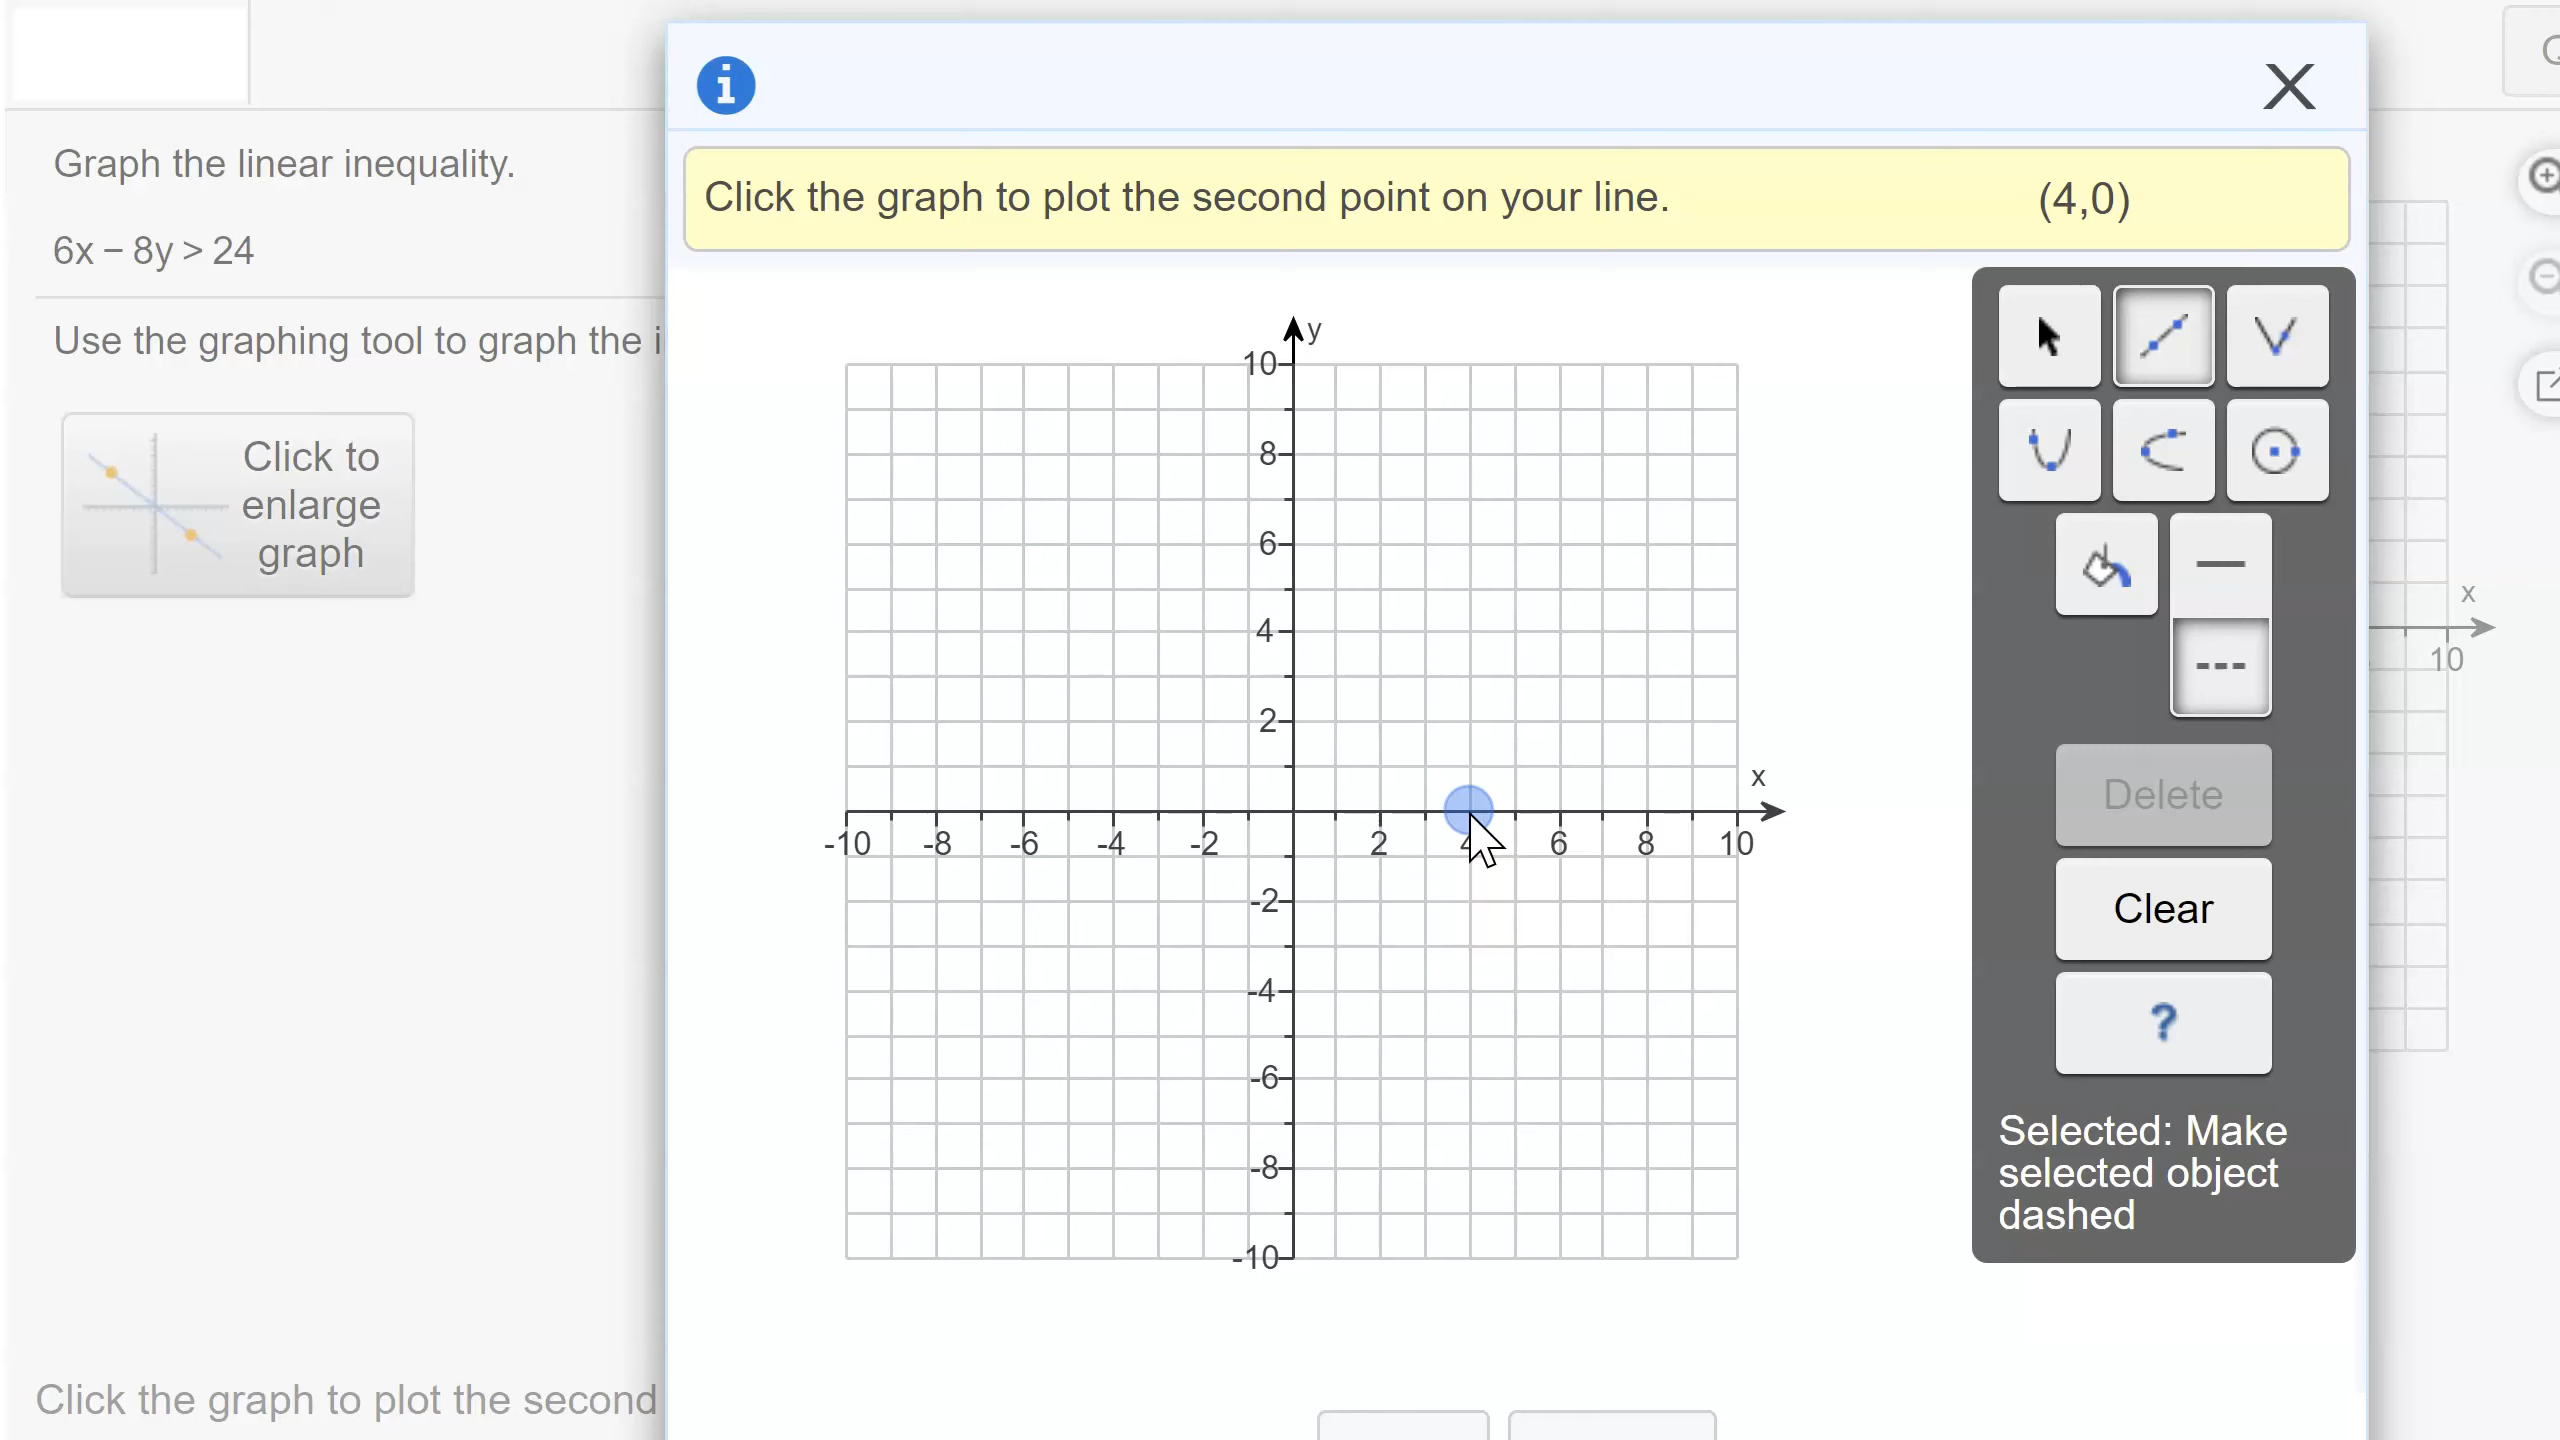 Graph the linear inequality.
6x − 8y > 24
Use the graphing tool to graph the i
Click to
enlarge
graph
Click the graph to plot the second
Click the graph to plot the second point on your line.
(4,0)
y
10
8
6
4
2
x
-10 -8 -6 -4 -2 2 4 6 8 10
-2
-4
-6
-8
-10
Delete
Clear
?
Selected: Make
selected object
dashed
x
10